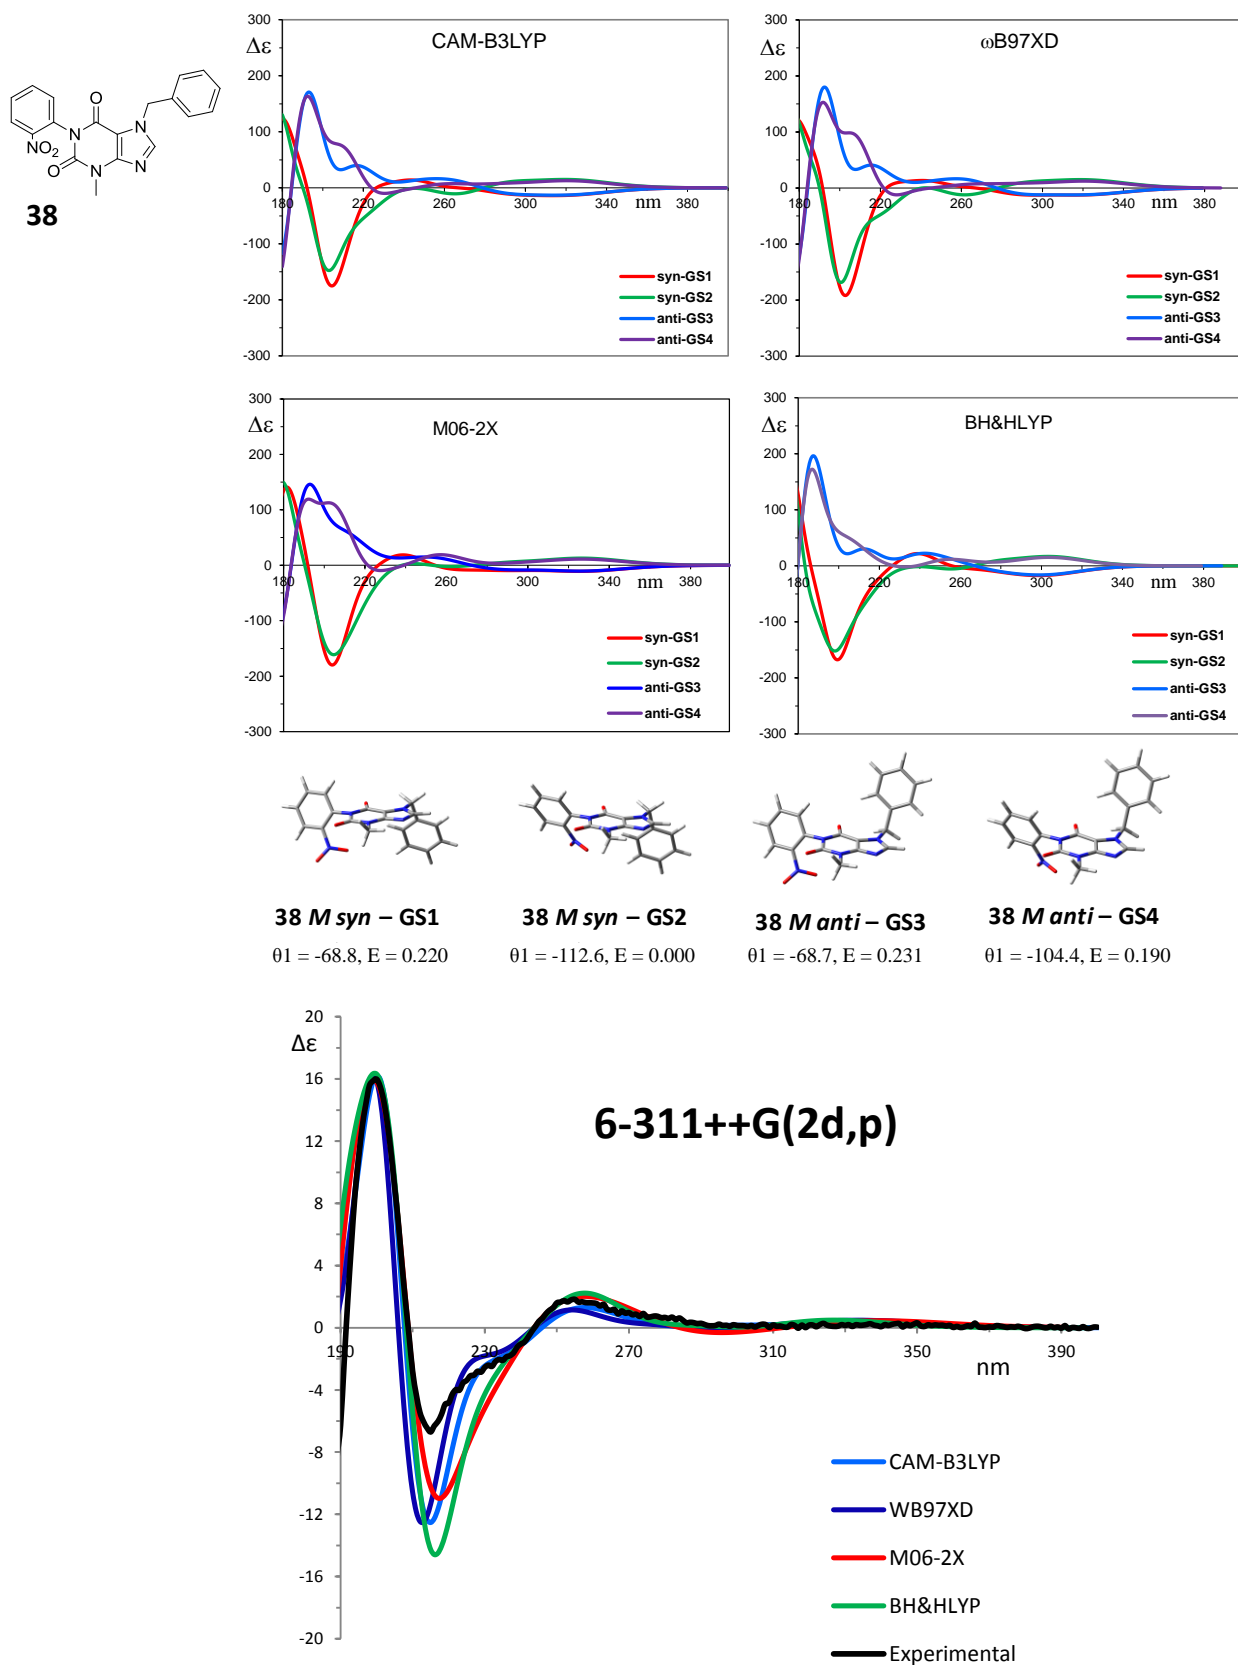 38
O
N
NO₂
O
N
N
N
CAM-B3LYP
Δε
300
200
100
0
-100
-200
-300
180
220
260
300
340
380
nm
syn-GS1
syn-GS2
anti-GS3
anti-GS4
ωB97XD
Δε
300
200
100
0
-100
-200
-300
180
220
260
300
340
380
nm
syn-GS1
syn-GS2
anti-GS3
anti-GS4
M06-2X
Δε
300
200
100
0
-100
-200
-300
180
220
260
300
340
380
nm
syn-GS1
syn-GS2
anti-GS3
anti-GS4
BH&HLYP
Δε
300
200
100
0
-100
-200
-300
180
220
260
300
340
380
nm
syn-GS1
syn-GS2
anti-GS3
anti-GS4
38 M syn – GS1
θ1 = -68.8, E = 0.220
38 M syn – GS2
θ1 = -112.6, E = 0.000
38 M anti – GS3
θ1 = -68.7, E = 0.231
38 M anti – GS4
θ1 = -104.4, E = 0.190
Δε
20
16
12
8
4
0
-4
-8
-12
-16
-20
6-311++G(2d,p)
190
230
270
310
350
390
nm
CAM-B3LYP
WB97XD
M06-2X
BH&HLYP
Experimental